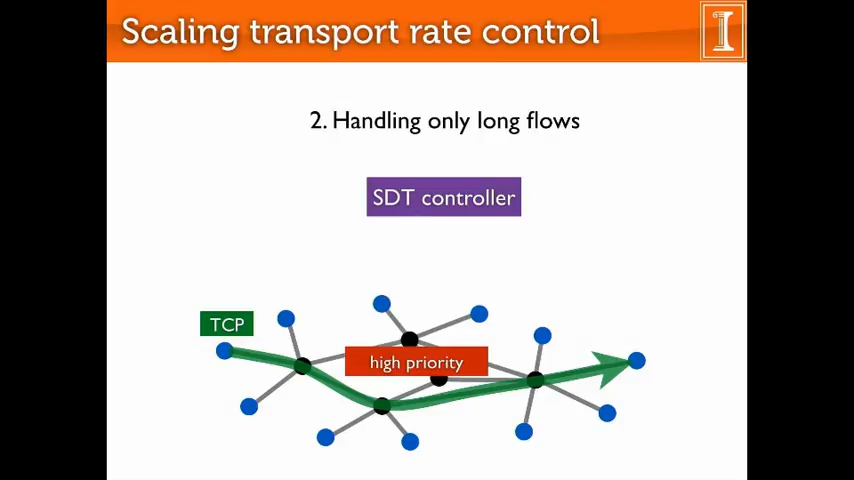 Scaling transport rate control
I
2. Handling only long flows
SDT controller
TCP
high priority